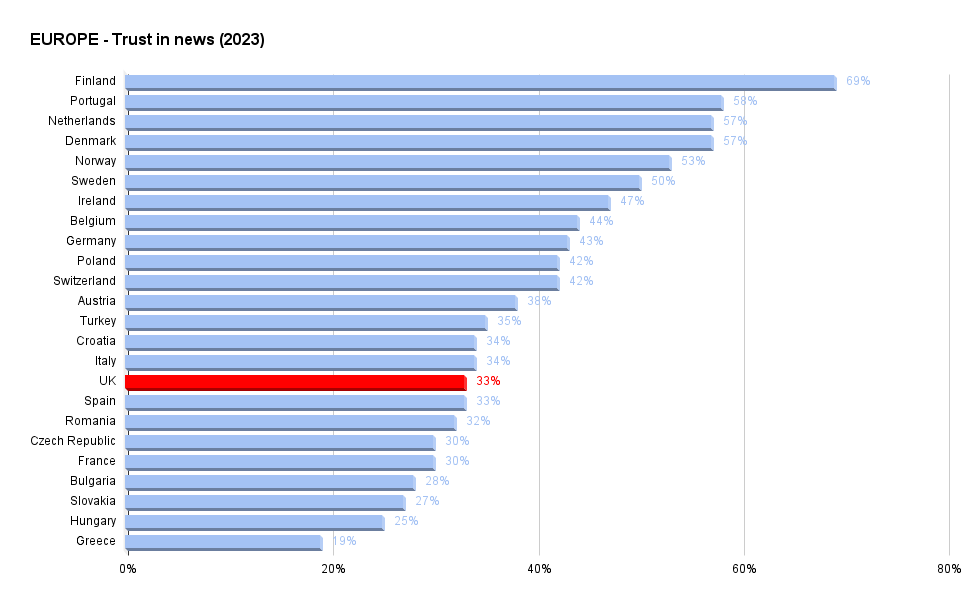 EUROPE - Trust in news (2023)
Finland 69%
Portugal 58%
Netherlands 57%
Denmark 57%
Norway 53%
Sweden 50%
Ireland 47%
Belgium 44%
Germany 43%
Poland 42%
Switzerland 42%
Austria 38%
Turkey 35%
Croatia 34%
Italy 34%
UK 33%
Spain 33%
Romania 32%
Czech Republic 30%
France 30%
Bulgaria 28%
Slovakia 27%
Hungary 25%
Greece 19%
0% 20% 40% 60% 80%